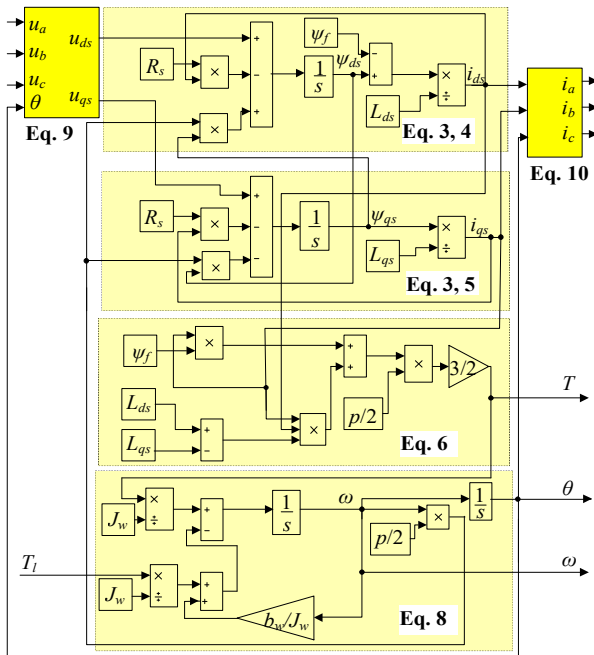 u_a
u_b
u_c
θ
u_ds
u_qs
Eq. 9
R_s
×
+
−
+
×
1/s
ψ_f
ψ_ds
−
+
×
÷
L_ds
i_ds
Eq. 3, 4
i_a
i_b
i_c
Eq. 10
R_s
×
×
+
−
−
1/s
ψ_qs
×
÷
L_qs
i_qs
Eq. 3, 5
ψ_f
×
L_ds
L_qs
+
−
×
+
+
×
p/2
3/2
T
Eq. 6
J_w
×
÷
+
−
1/s
ω
×
p/2
1/s
θ
T_l
J_w
×
÷
+
+
b_w/J_w
ω
Eq. 8